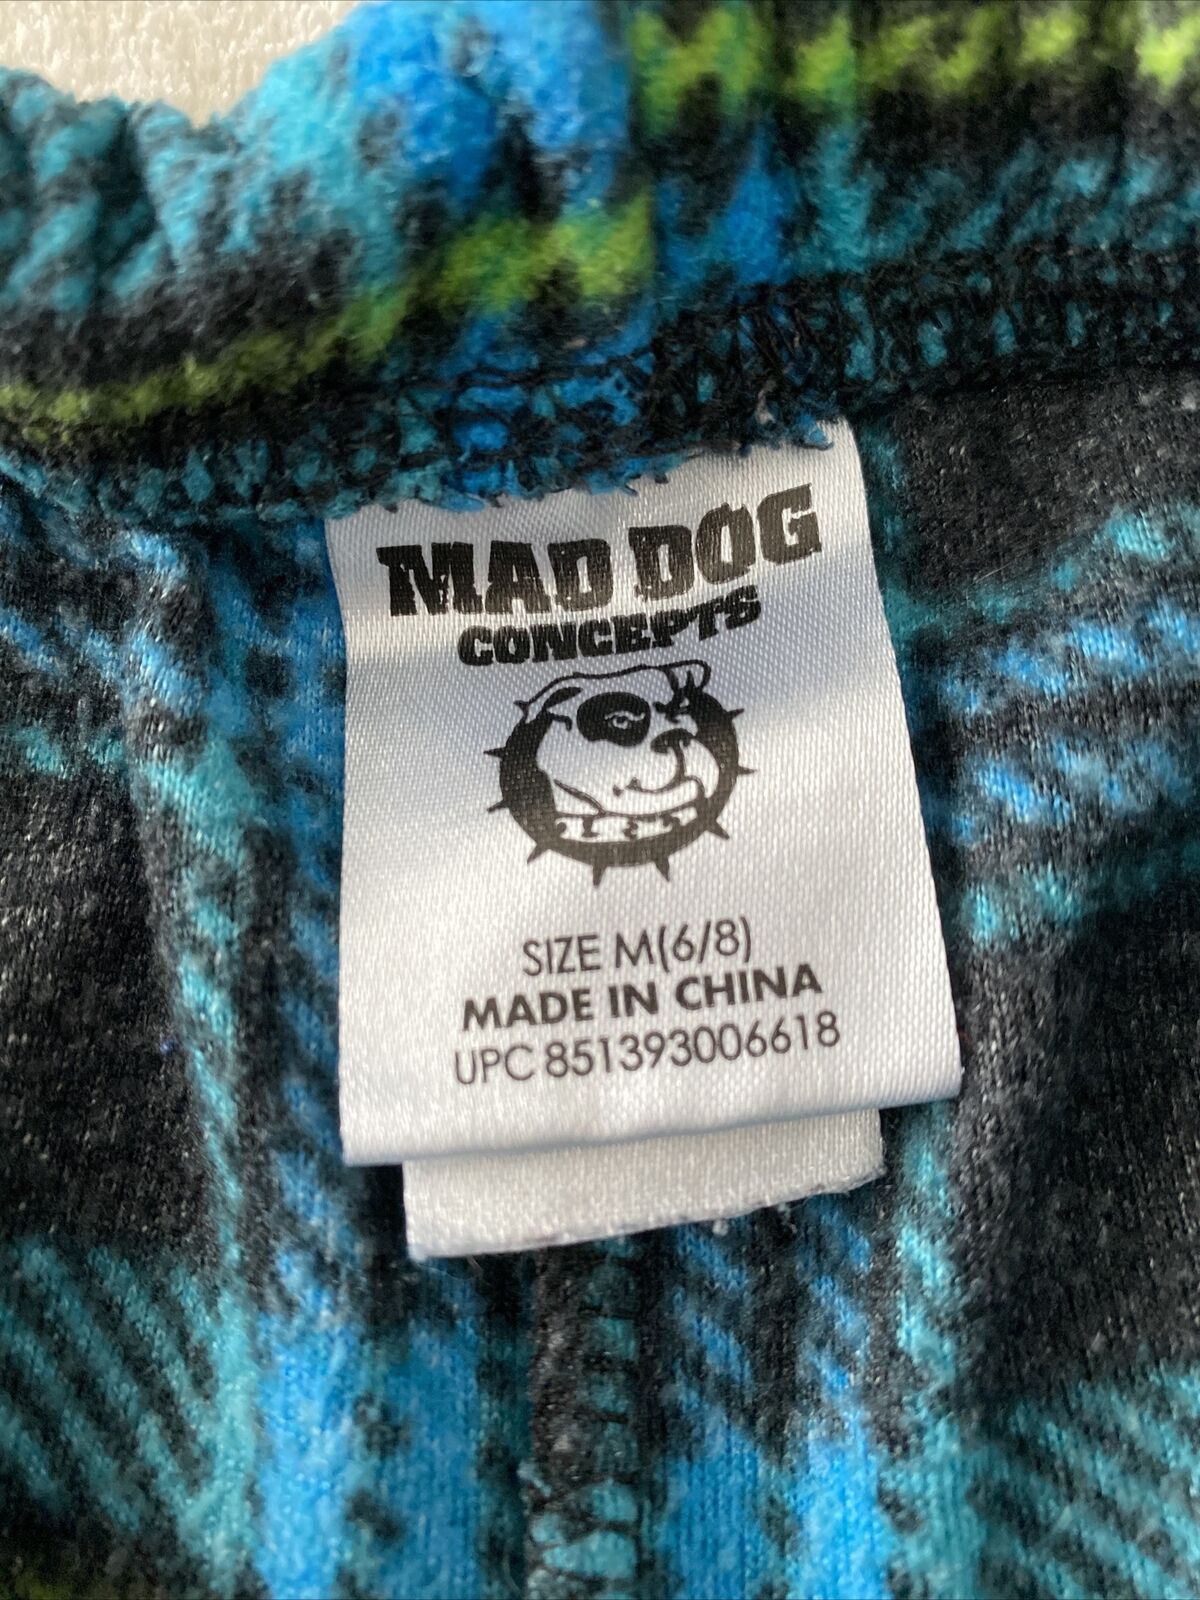 MAD DOG
CONCEPTS
SIZE M(6/8)
MADE IN CHINA
UPC 851393006618